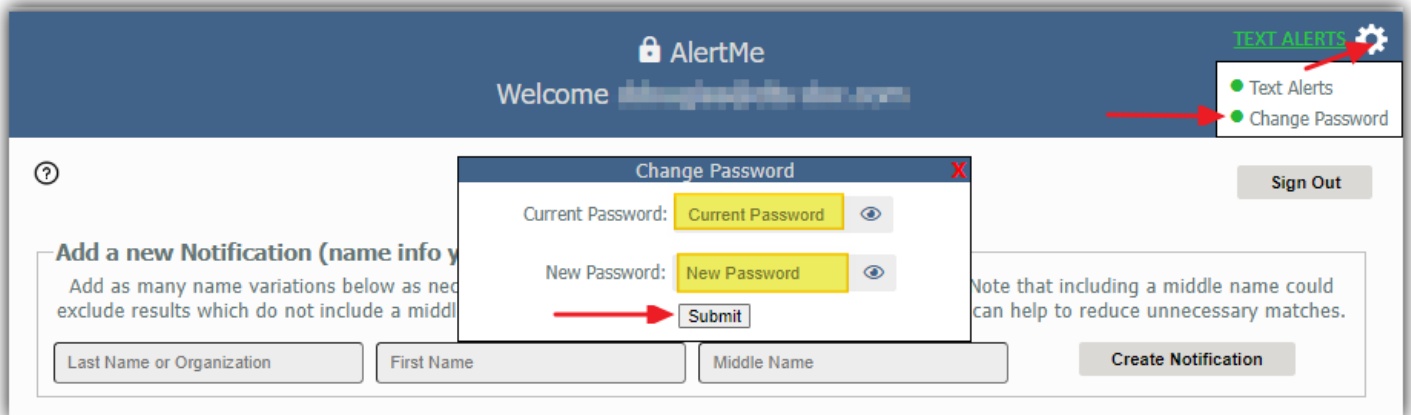 AlertMe
TEXT ALERTS
Welcome
Text Alerts
Change Password
Sign Out
Change Password X
Current Password: Current Password
New Password: New Password
Submit
Add a new Notification (name info y
Add as many name variations below as nec Note that including a middle name could
exclude results which do not include a middl can help to reduce unnecessary matches.
Last Name or Organization First Name Middle Name Create Notification